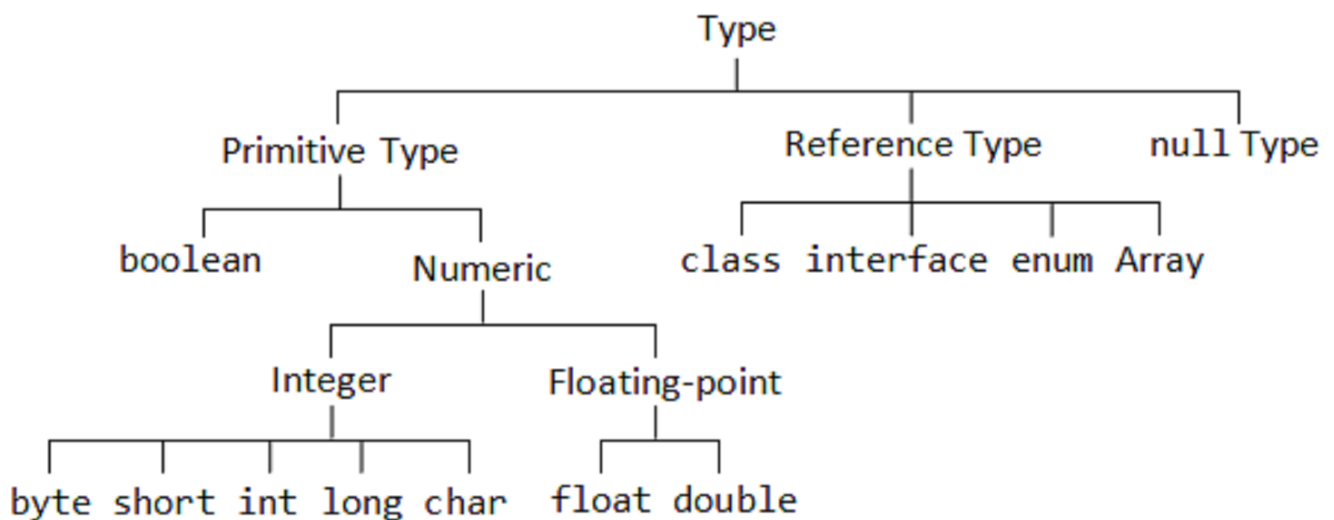 Type
Primitive Type Reference Type null Type
boolean Numeric class interface enum Array
Integer Floating-point
byte short int long char float double